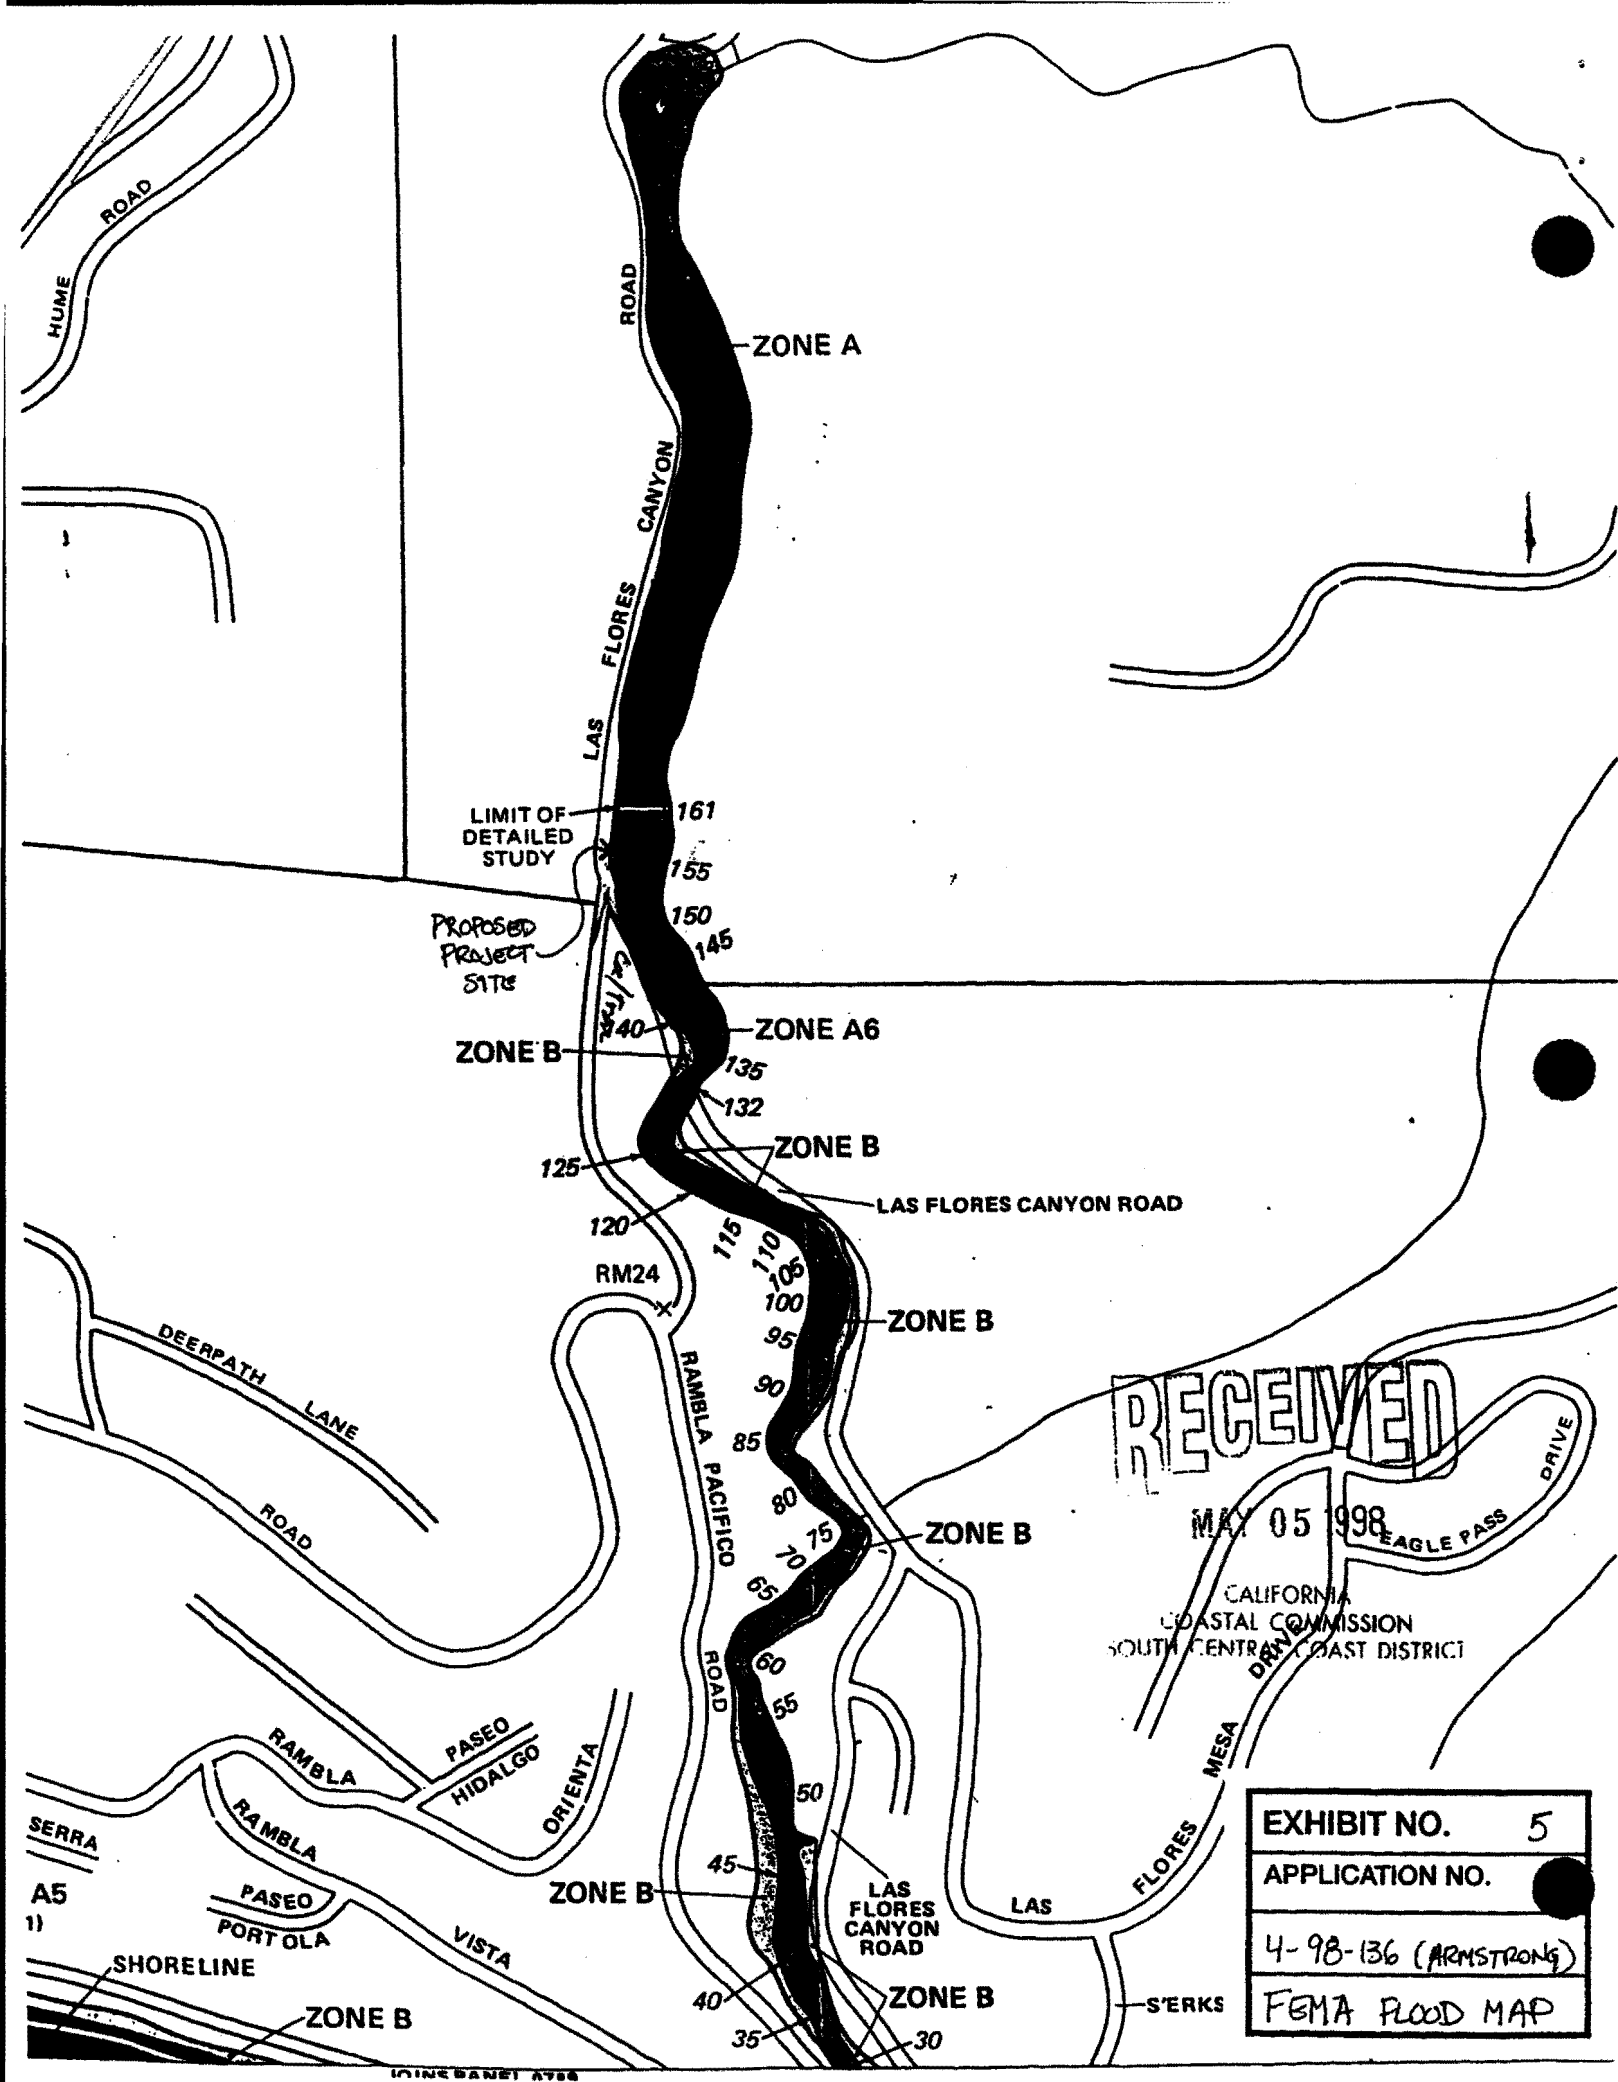 HUME
ROAD
ROAD
ZONE A
CANYON
FLORES
LAS
LIMIT OF
DETAILED
STUDY
161
155
150
145
PROPOSED
PROJECT
SITE
40
ZONE A6
ZONE B
135
132
ZONE B
125
LAS FLORES CANYON ROAD
120
115
110
105
100
RM24
95
ZONE B
90
DEERPATH
LANE
RAMBLA
PACIFICO
ROAD
85
80
75
70
65
ZONE B
ROAD
60
55
50
45
ZONE B
RECEIVED
MAY 05 1998
CALIFORNIA
COASTAL COMMISSION
SOUTH CENTRAL COAST DISTRICT
EAGLE PASS
DRIVE
DRIVE
MESA
FLORES
LAS
PASEO
HIDALGO
ORIENTA
RAMBLA
RAMBLA
VISTA
SERRA
PASEO
PORTOLA
A5
1)
SHORELINE
ZONE B
LAS
FLORES
CANYON
ROAD
40
ZONE B
35
30
S'ERKS
EXHIBIT NO. 5
APPLICATION NO.
4-98-136 (ARMSTRONG)
FEMA FLOOD MAP